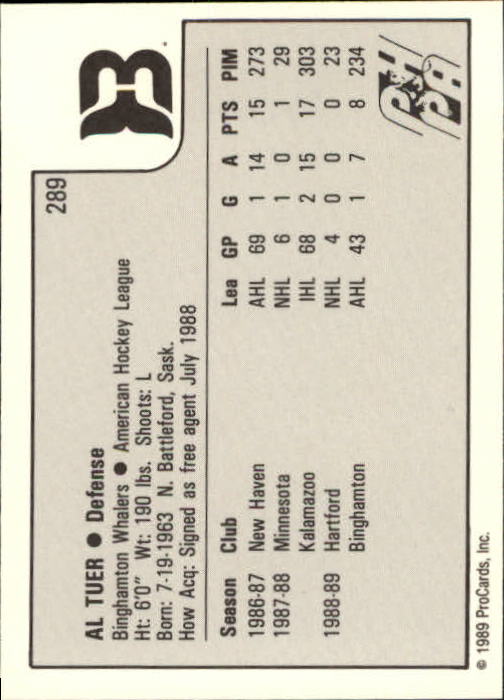 289
AL TUER ● Defense
Binghamton Whalers ● American Hockey League
Ht: 6'0" Wt: 190 lbs. Shoots: L
Born: 7-19-1963 N. Battleford, Sask.
How Acq: Signed as free agent July 1988
Season Club Lea GP G A PTS PIM
1986-87 New Haven AHL 69 1 14 15 273
1987-88 Minnesota NHL 6 1 0 1 29
Kalamazoo IHL 68 2 15 17 303
1988-89 Hartford NHL 4 0 0 0 23
Binghamton AHL 43 1 7 8 234
© 1989 ProCards, Inc.